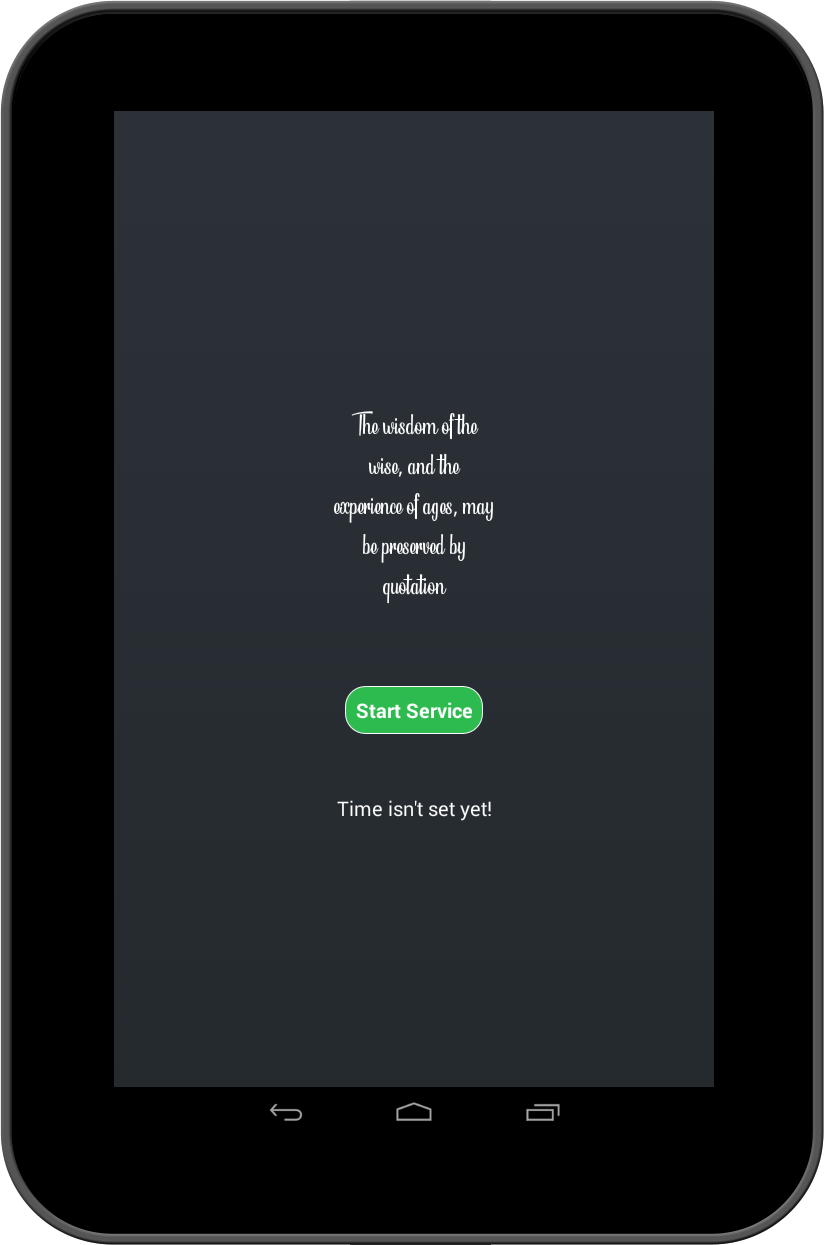 The wisdom of the
wise, and the
experience of ages, may
be preserved by
quotation
Start Service
Time isn't set yet!